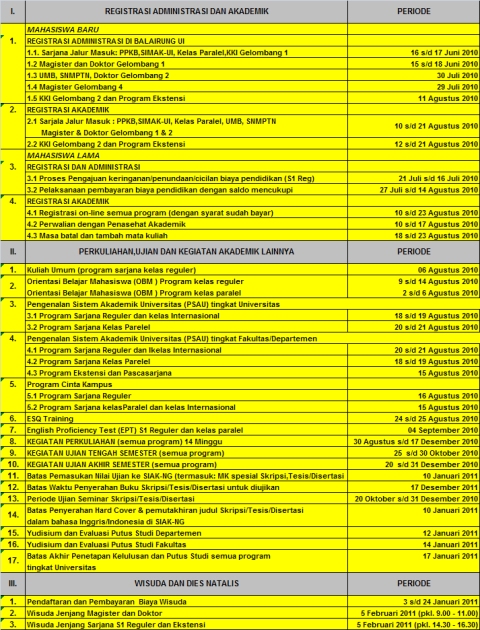 I. REGISTRASI ADMINISTRASI DAN AKADEMIK PERIODE
MAHASISWA BARU
1. REGISTRASI ADMINISTRASI DI BALAIRUNG UI
1.1. Sarjana Jalur Masuk: PPKB,SIMAK-UI, Kelas Paralel,KKI Gelombang 1 16 s/d 17 Juni 2010
1.2 Magister dan Doktor Gelombang 1 15 s/d 18 Juni 2010
1.3 UMB, SNMPTN, Doktor Gelombang 2 30 Juli 2010
1.4 Magister Gelombang 4 29 Juli 2010
1.5 KKI Gelombang 2 dan Program Ekstensi 11 Agustus 2010
2. REGISTRASI AKADEMIK
2.1 Sarjala Jalur Masuk : PPKB,SIMAK-UI, Kelas Paralel, UMB, SNMPTN
Magister & Doktor Gelombang 1 & 2 10 s/d 21 Agustus 2010
2.2 KKI Gelombang 2 dan Program Ekstensi 12 s/d 21 Agustus 2010
MAHASISWA LAMA
3. REGISTRASI DAN ADMINISTRASI
3.1 Proses Pengajuan keringanan/penundaan/cicilan biaya pendidikan (S1 Reg) 21 Juli s/d 16 Juli 2010
3.2 Pelaksanaan pembayaran biaya pendidikan dengan saldo mencukupi 27 Juli s/d 14 Agustus 2010
4. REGISTRASI AKADEMIK
4.1 Registrasi on-line semua program (dengan syarat sudah bayar) 10 s/d 23 Agustus 2010
4.2 Perwalian dengan Penasehat Akademik 10 s/d 17 Agustus 2010
4.3 Masa batal dan tambah mata kuliah 18 s/d 23 Agustus 2010
II. PERKULIAHAN,UJIAN DAN KEGIATAN AKADEMIK LAINNYA PERIODE
1. Kuliah Umum (program sarjana kelas reguler) 06 Agustus 2010
2. Orientasi Belajar Mahasiswa (OBM ) Program kelas reguler 9 s/d 14 Agustus 2010
Orientasi Belajar Mahasiswa (OBM ) Program kelas paralel 2 s/d 6 Agustus 2010
3. Pengenalan Sistem Akademik Universitas (PSAU) tingkat Universitas
3.1 Program Sarjana Reguler dan kelas Internasional 18 s/d 19 Agustus 2010
3.2 Program Sarjana Kelas Parelel 20 s/d 21 Agustus 2010
4. Pengenalan Sistem Akademik Universitas (PSAU) tingkat Fakultas/Departemen
4.1 Program Sarjana Reguler dan lkelas Internasional 20 s/d 21 Agustus 2010
4.2 Program Sarjana Kelas Parelel 18 s/d 19 Agustus 2010
4.3 Program Ekstensi dan Pascasarjana 15 Agustus 2010
5. Program Cinta Kampus
5.1 Program Sarjana Reguler 16 Agustus 2010
5.2 Program Sarjana kelasParalel dan kelas Internasional 15 Agustus 2010
6. ESQ Training 24 s/d 25 Agustus 2010
7. English Proficiency Test (EPT) S1 Reguler dan kelas paralel 04 September 2010
8. KEGIATAN PERKULIAHAN (semua program) 14 Minggu 30 Agustus s/d 17 Desember 2010
9. KEGIATAN UJIAN TENGAH SEMESTER (semua program) 25 s/d 30 Oktober 2010
10. KEGIATAN UJIAN AKHIR SEMESTER (semua program) 20 s/d 31 Desember 2010
11. Batas Pemasukan Nilai Ujian ke SIAK-NG (termasuk: MK spesial Skripsi,Tesis/Disertasi 10 Januari 2011
12. Batas Waktu Penyerahan Buku Skripsi/Tesis/Disertasi untuk diujikan 17 Desember 2011
13. Periode Ujian Seminar Skripsi/Tesis/Disertasi 20 Oktober s/d 31 Desember 2010
14. Batas Penyerahan Hard Cover & pemutakhiran judul Skripsi/Tesis/Disertasi 10 Januari 2011
dalam bahasa Inggris/Indonesia di SIAK-NG
15. Yudisium dan Evaluasi Putus Studi Departemen 12 Januari 2011
16. Yudisium dan Evaluasi Putus Studi Fakultas 14 Januari 2011
17. Batas Akhir Penetapan Kelulusan dan Putus Studi semua program 17 Januari 2011
tingkat Universitas
III. WISUDA DAN DIES NATALIS PERIODE
1. Pendaftaran dan Pembayaran Biaya Wisuda 3 s/d 24 Januari 2011
2. Wisuda Jenjang Magister dan Doktor 5 Februari 2011 (pkl. 9.00 - 11.00)
3. Wisuda Jenjang Sarjana S1 Reguler dan Ekstensi 5 Februari 2011 (pkl. 14.30 - 16.30)